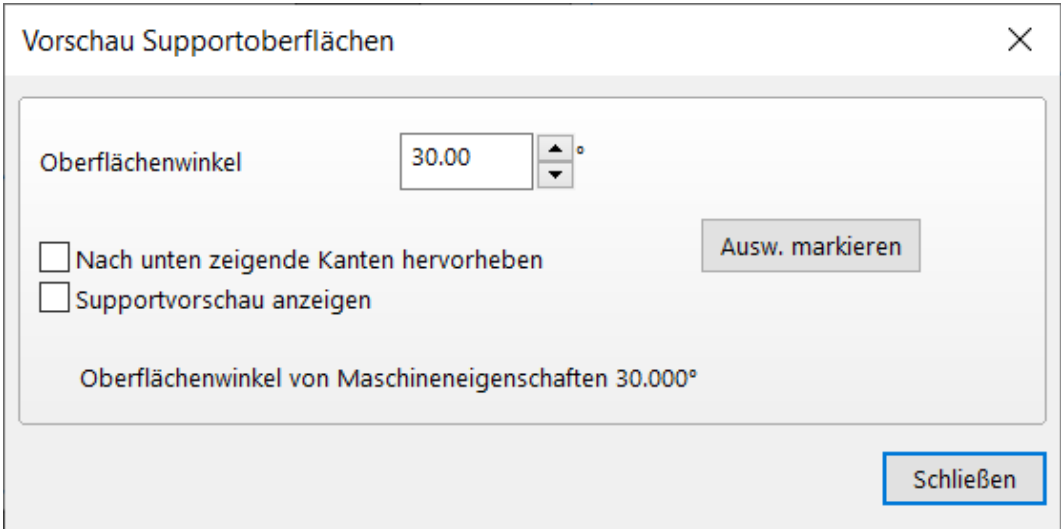 Vorschau Supportoberflächen
Oberflächenwinkel 30.00 °
Nach unten zeigende Kanten hervorheben Ausw. markieren
Supportvorschau anzeigen
Oberflächenwinkel von Maschineneigenschaften 30.000°
Schließen